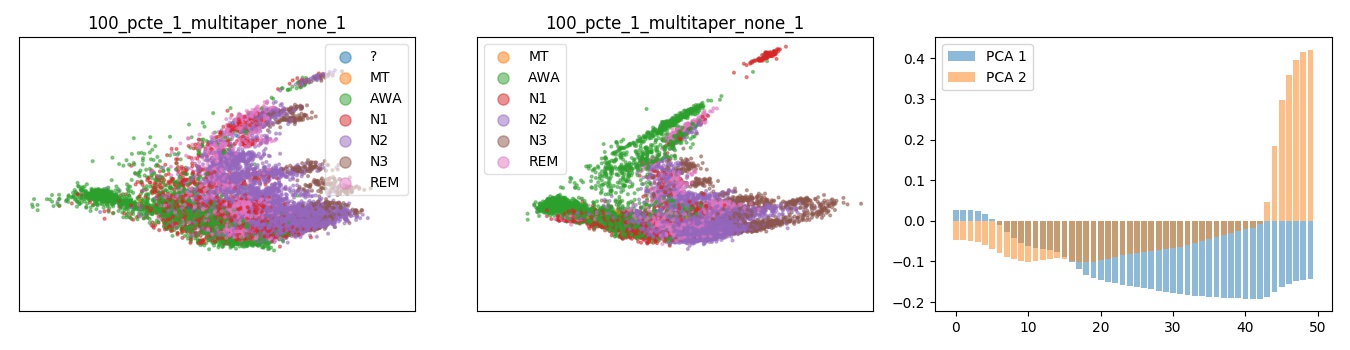 100_pcte_1_multitaper_none_1
?
MT
AWA
N1
N2
N3
REM
100_pcte_1_multitaper_none_1
MT
AWA
N1
N2
N3
REM
PCA 1
PCA 2
0.4
0.3
0.2
0.1
0.0
−0.1
−0.2
0
10
20
30
40
50